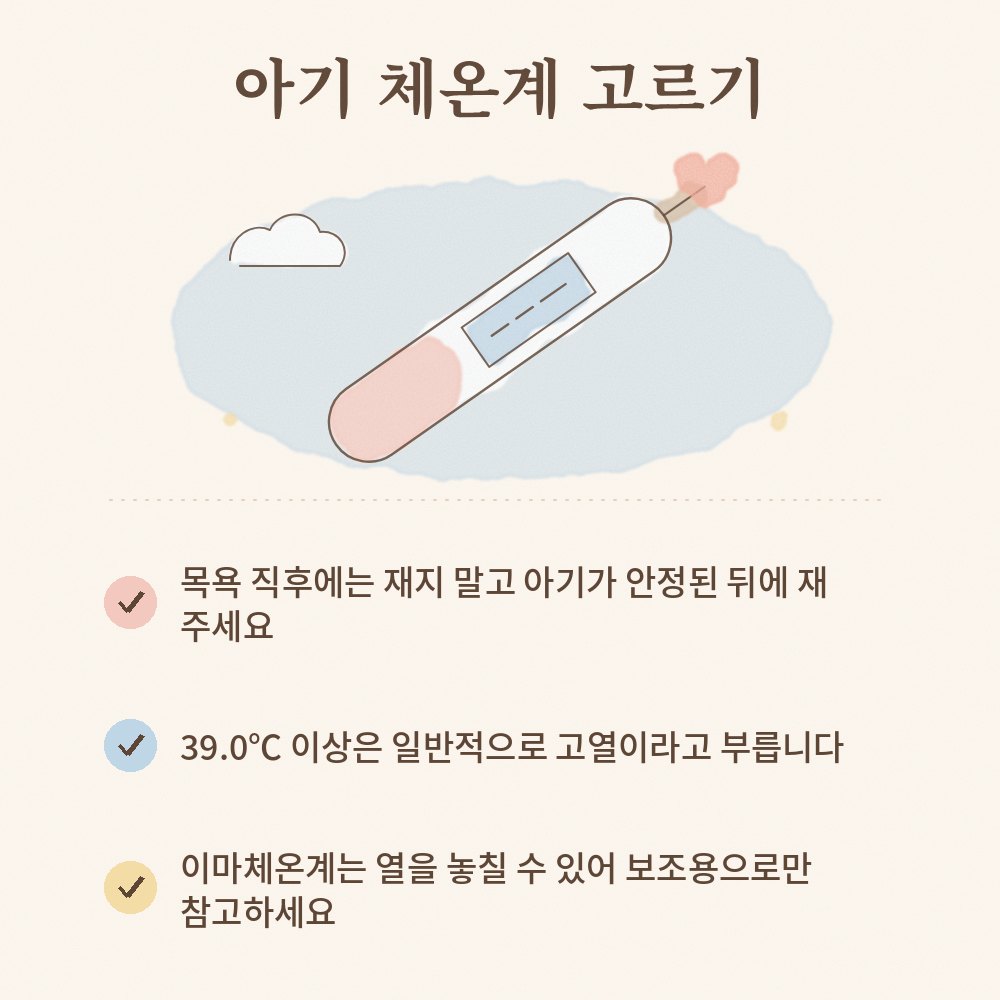 아기 체온계 고르기
목욕 직후에는 재지 말고 아기가 안정된 뒤에 재
주세요
39.0℃ 이상은 일반적으로 고열이라고 부릅니다
이마체온계는 열을 놓칠 수 있어 보조용으로만
참고하세요